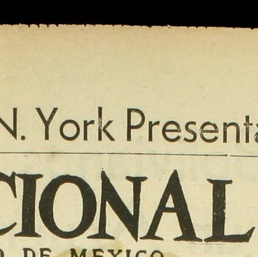 N. York Presenta
CIONAL
O DE MEXICO